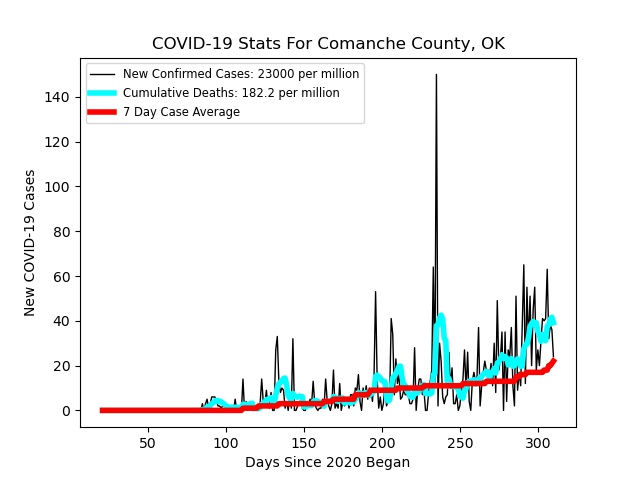 COVID-19 Stats For Comanche County, OK
New Confirmed Cases: 23000 per million
Cumulative Deaths: 182.2 per million
7 Day Case Average
New COVID-19 Cases
140
120
100
80
60
40
20
0
50 100 150 200 250 300
Days Since 2020 Began